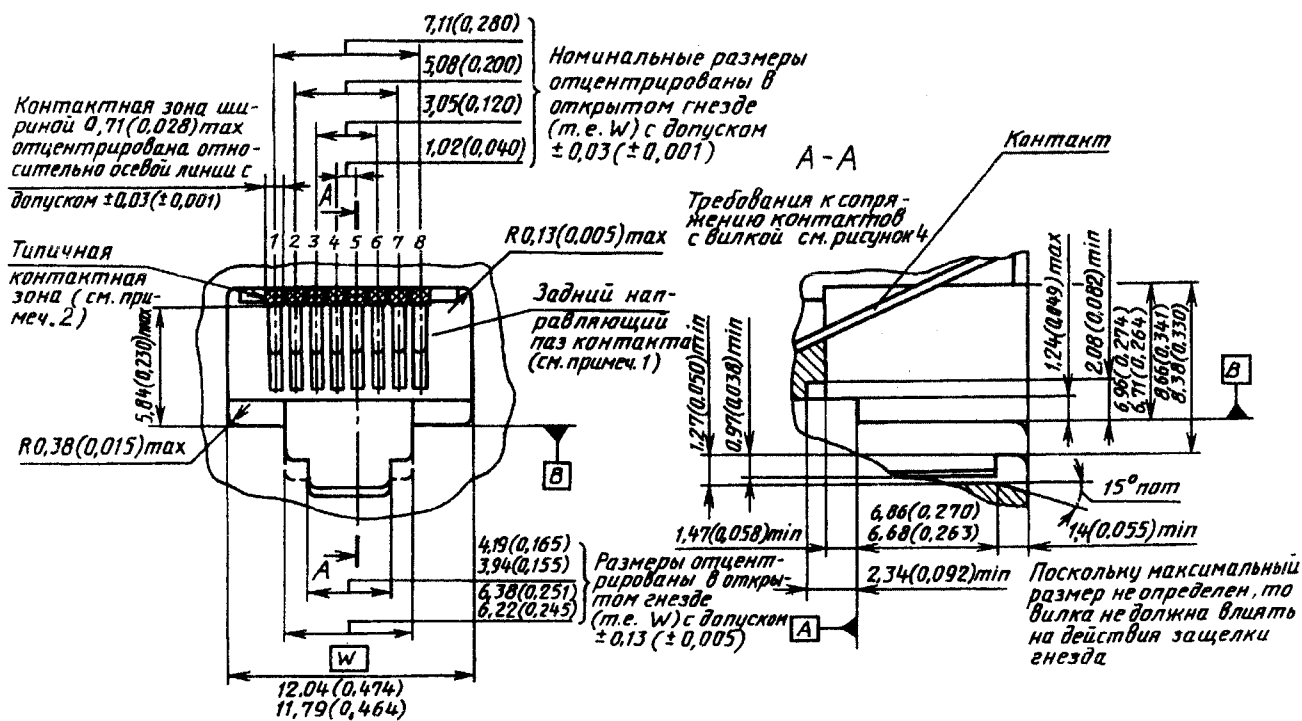 7,11(0,280)
5,08(0,200)
3,05(0,120)
1,02(0,040)
Номинальные размеры
отцентрированы в
открытом гнезде
(т.е. W) с допуском
±0,03(±0,001)
Контактная зона ши-
риной 0,71(0,028)max
отцентрирована отно-
сительно осевой линии с
допуском ±0,03(±0,001)
A
1 2 3 4 5 6 7 8
Типичная
контактная
зона (см. при-
меч. 2)
R0,13(0,005)max
Задний нап-
равляющий
паз контакта
(см. примеч. 1)
5,84(0,230)max
R0,38(0,015)max
B
A
4,19(0,165)
3,94(0,155)
6,38(0,251)
6,22(0,245)
Размеры отцент-
рированы в откры-
том гнезде
(т.е. W) с допуском
±0,13(±0,005)
W
12.04(0,474)
11,79(0,464)
A-A
Контакт
Требования к сопря-
жению контактов
с вилкой см. рисунок 4
1,27(0,050)min
0,97(0,038)min
1,24(0,049)max
2,08(0,082)min
6,96(0,274)
6,71(0,264)
8,66(0,341)
8,38(0,330)
B
15° nom
6,86(0,270)
6,68(0,263)
1,47(0,058)min
1,4(0.055)min
2,34(0,092)min
A
Поскольку максимальный
размер не определен, то
вилка не должна влиять
на действия защелки
гнезда